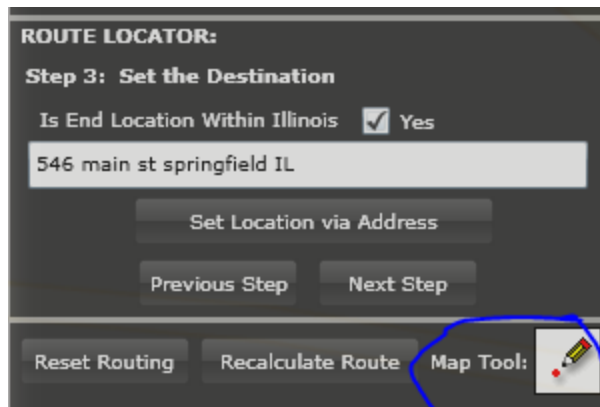 ROUTE LOCATOR:
Step 3: Set the Destination
Is End Location Within Illinois Yes
546 main st springfield IL
Set Location via Address
Previous Step Next Step
Reset Routing Recalculate Route Map Tool: